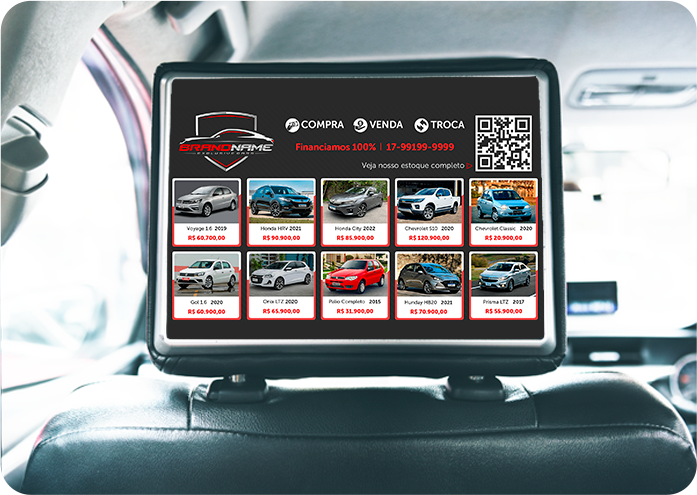 BRANDNAME
EXCLUSIVE CARS
COMPRA VENDA TROCA
Financiamos 100% | 17-99199-9999
Veja nosso estoque completo
Voyage 1.6 2019
R$ 60.700,00
Honda HRV 2021
R$ 90.900,00
Honda City 2022
R$ 85.900,00
Chevrolet S10 2020
R$ 120.900,00
Chevrolet Classic 2020
R$ 20.900,00
Gol 1.6 2020
R$ 60.900,00
Onix LTZ 2020
R$ 65.900,00
Palio Completo 2015
R$ 31.900,00
Hunday HB20 2021
R$ 70.900,00
Prisma LTZ 2017
R$ 55.900,00